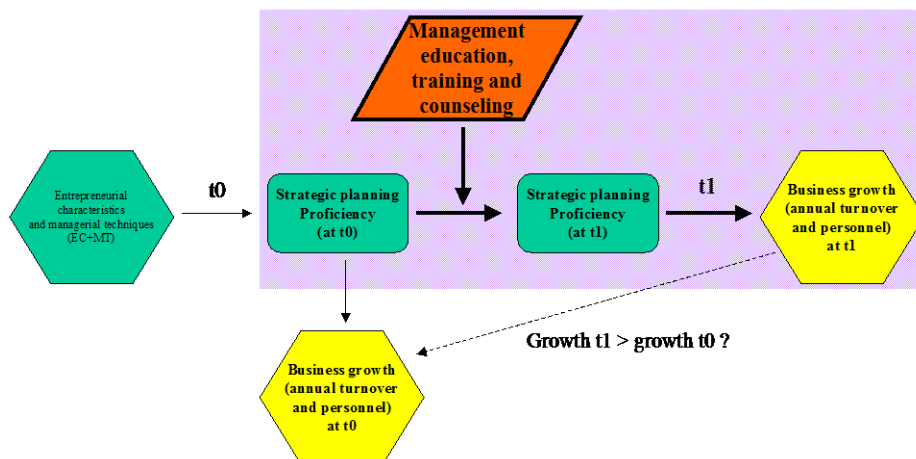 Management
education,
training and
counseling
Entrepreneurial
characteristics
and managerial techniques
(EC+MT)
t0
Strategic planning
Proficiency
(at t0)
Strategic planning
Proficiency
(at t1)
t1
Business growth
(annual turnover
and personnel)
at t1
Growth t1 > growth t0 ?
Business growth
(annual turnover
and personnel)
at t0